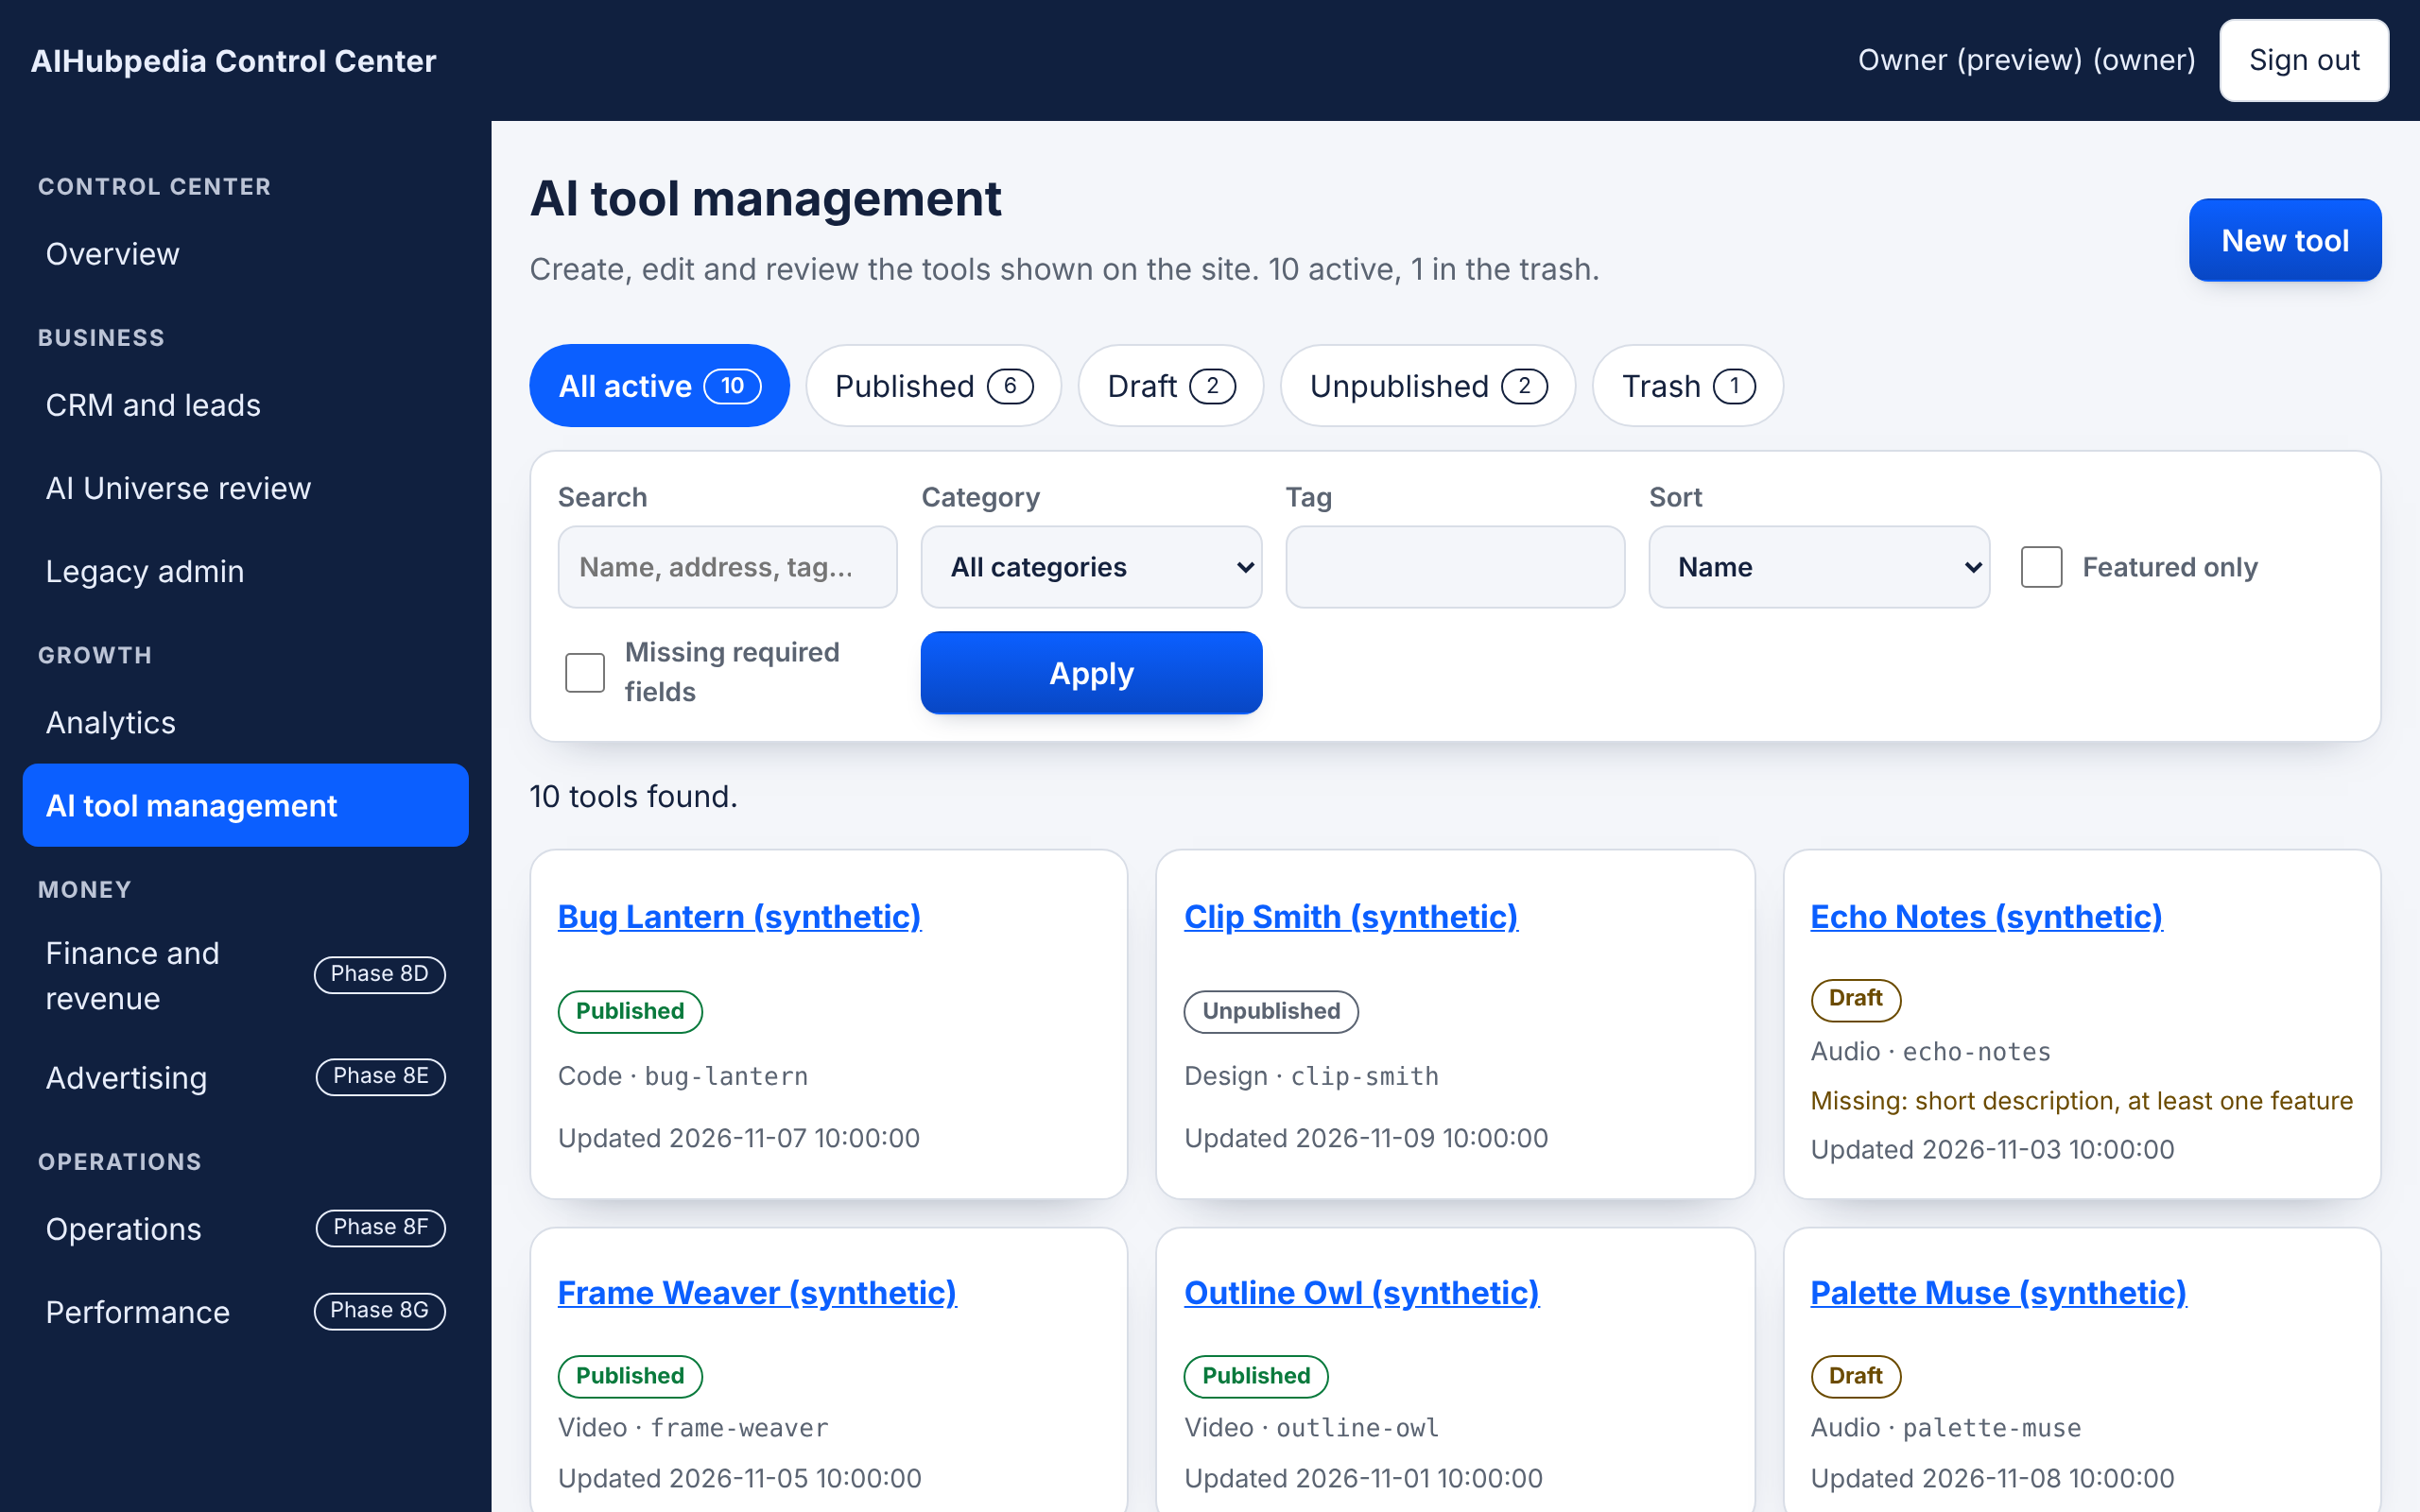 AIHubpedia Control Center
Owner (preview) (owner)
Sign out
CONTROL CENTER
Overview
BUSINESS
CRM and leads
AI Universe review
Legacy admin
GROWTH
Analytics
AI tool management
MONEY
Finance and
revenue
Phase 8D
Advertising
Phase 8E
OPERATIONS
Operations
Phase 8F
Performance
Phase 8G
AI tool management
Create, edit and review the tools shown on the site. 10 active, 1 in the trash.
New tool
All active 10
Published 6
Draft 2
Unpublished 2
Trash 1
Search
Category
Tag
Sort
Name, address, tag...
All categories
Name
Featured only
Missing required
fields
Apply
10 tools found.
Bug Lantern (synthetic)
Published
Code · bug-lantern
Updated 2026-11-07 10:00:00
Clip Smith (synthetic)
Unpublished
Design · clip-smith
Updated 2026-11-09 10:00:00
Echo Notes (synthetic)
Draft
Audio · echo-notes
Missing: short description, at least one feature
Updated 2026-11-03 10:00:00
Frame Weaver (synthetic)
Published
Video · frame-weaver
Updated 2026-11-05 10:00:00
Outline Owl (synthetic)
Published
Video · outline-owl
Updated 2026-11-01 10:00:00
Palette Muse (synthetic)
Draft
Audio · palette-muse
Updated 2026-11-08 10:00:00